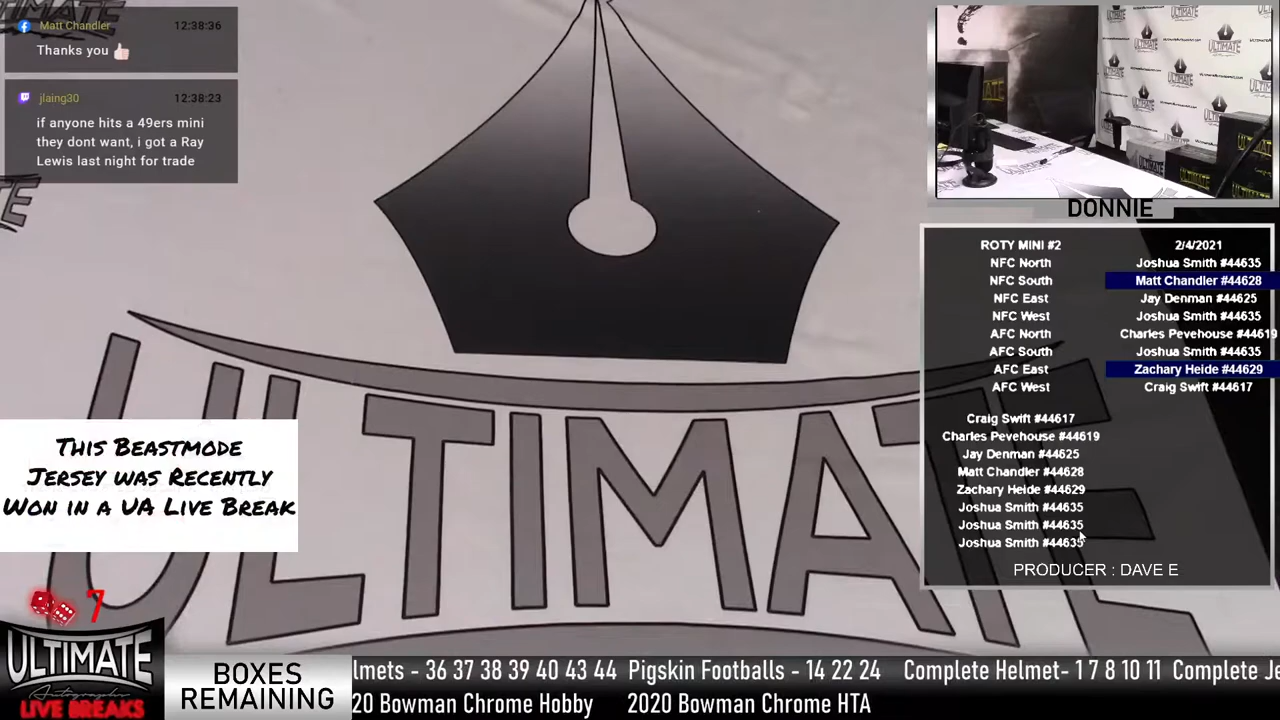 Matt Chandler 12:38:36
Thanks you 👍🏻
jlaing30 12:38:23
if anyone hits a 49ers mini
they dont want, i got a Ray
Lewis last night for trade
ULTIMATE
DONNIE
ROTY MINI #2 2/4/2021
NFC North Joshua Smith #44635
NFC South Matt Chandler #44628
NFC East Jay Denman #44625
NFC West Joshua Smith #44635
AFC North Charles Pevehouse #44619
AFC South Joshua Smith #44635
AFC East Zachary Heide #44629
AFC West Craig Swift #44617
Craig Swift #44617
Charles Pevehouse #44619
Jay Denman #44625
Matt Chandler #44628
Zachary Heide #44629
Joshua Smith #44635
Joshua Smith #44635
Joshua Smith #44635
PRODUCER : DAVE E
THIS BEASTMODE
JERSEY WAS RECENTLY
WON IN A UA LIVE BREAK
7
ULTIMATE
Autographs
LIVE BREAKS
BOXES
REMAINING
lmets - 36 37 38 39 40 43 44 Pigskin Footballs - 14 22 24 Complete Helmet- 1 7 8 10 11 Complete Je
20 Bowman Chrome Hobby 2020 Bowman Chrome HTA